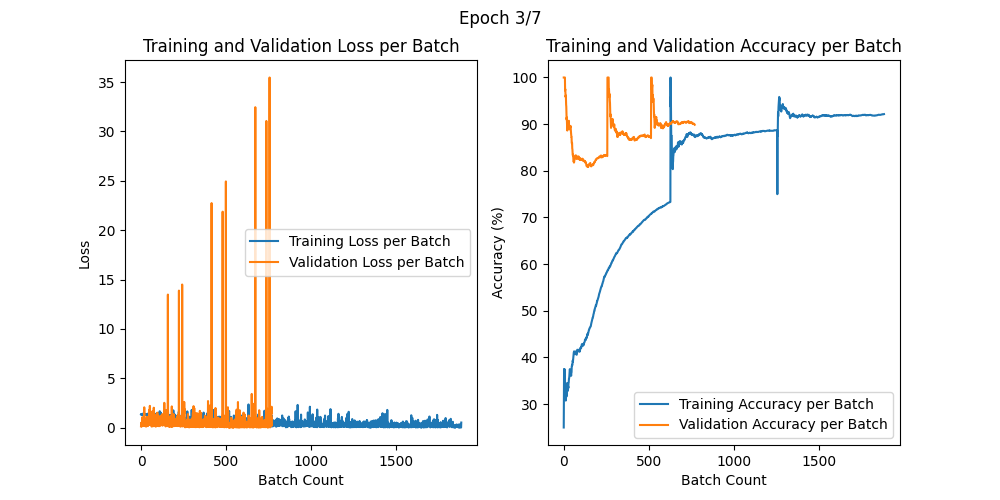 Epoch 3/7
Training and Validation Loss per Batch
Loss
35
30
25
20
15
10
5
0
Training Loss per Batch
Validation Loss per Batch
0 500 1000 1500
Batch Count
Training and Validation Accuracy per Batch
Accuracy (%)
100
90
80
70
60
50
40
30
Training Accuracy per Batch
Validation Accuracy per Batch
0 500 1000 1500
Batch Count